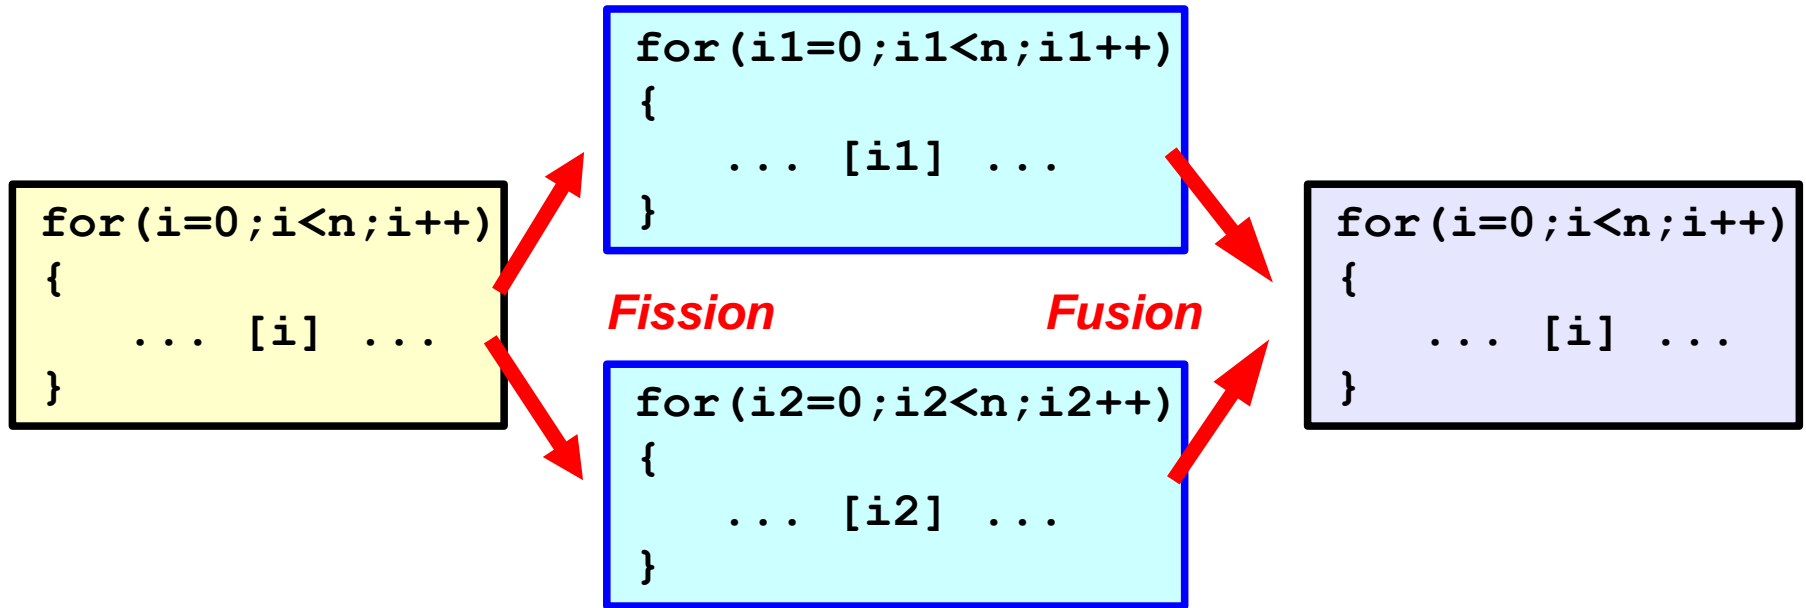 for(i=0;i<n;i++)
{
... [i] ...
}
for(i1=0;i1<n;i1++)
{
... [i1] ...
}
Fission
Fusion
for(i2=0;i2<n;i2++)
{
... [i2] ...
}
for(i=0;i<n;i++)
{
... [i] ...
}